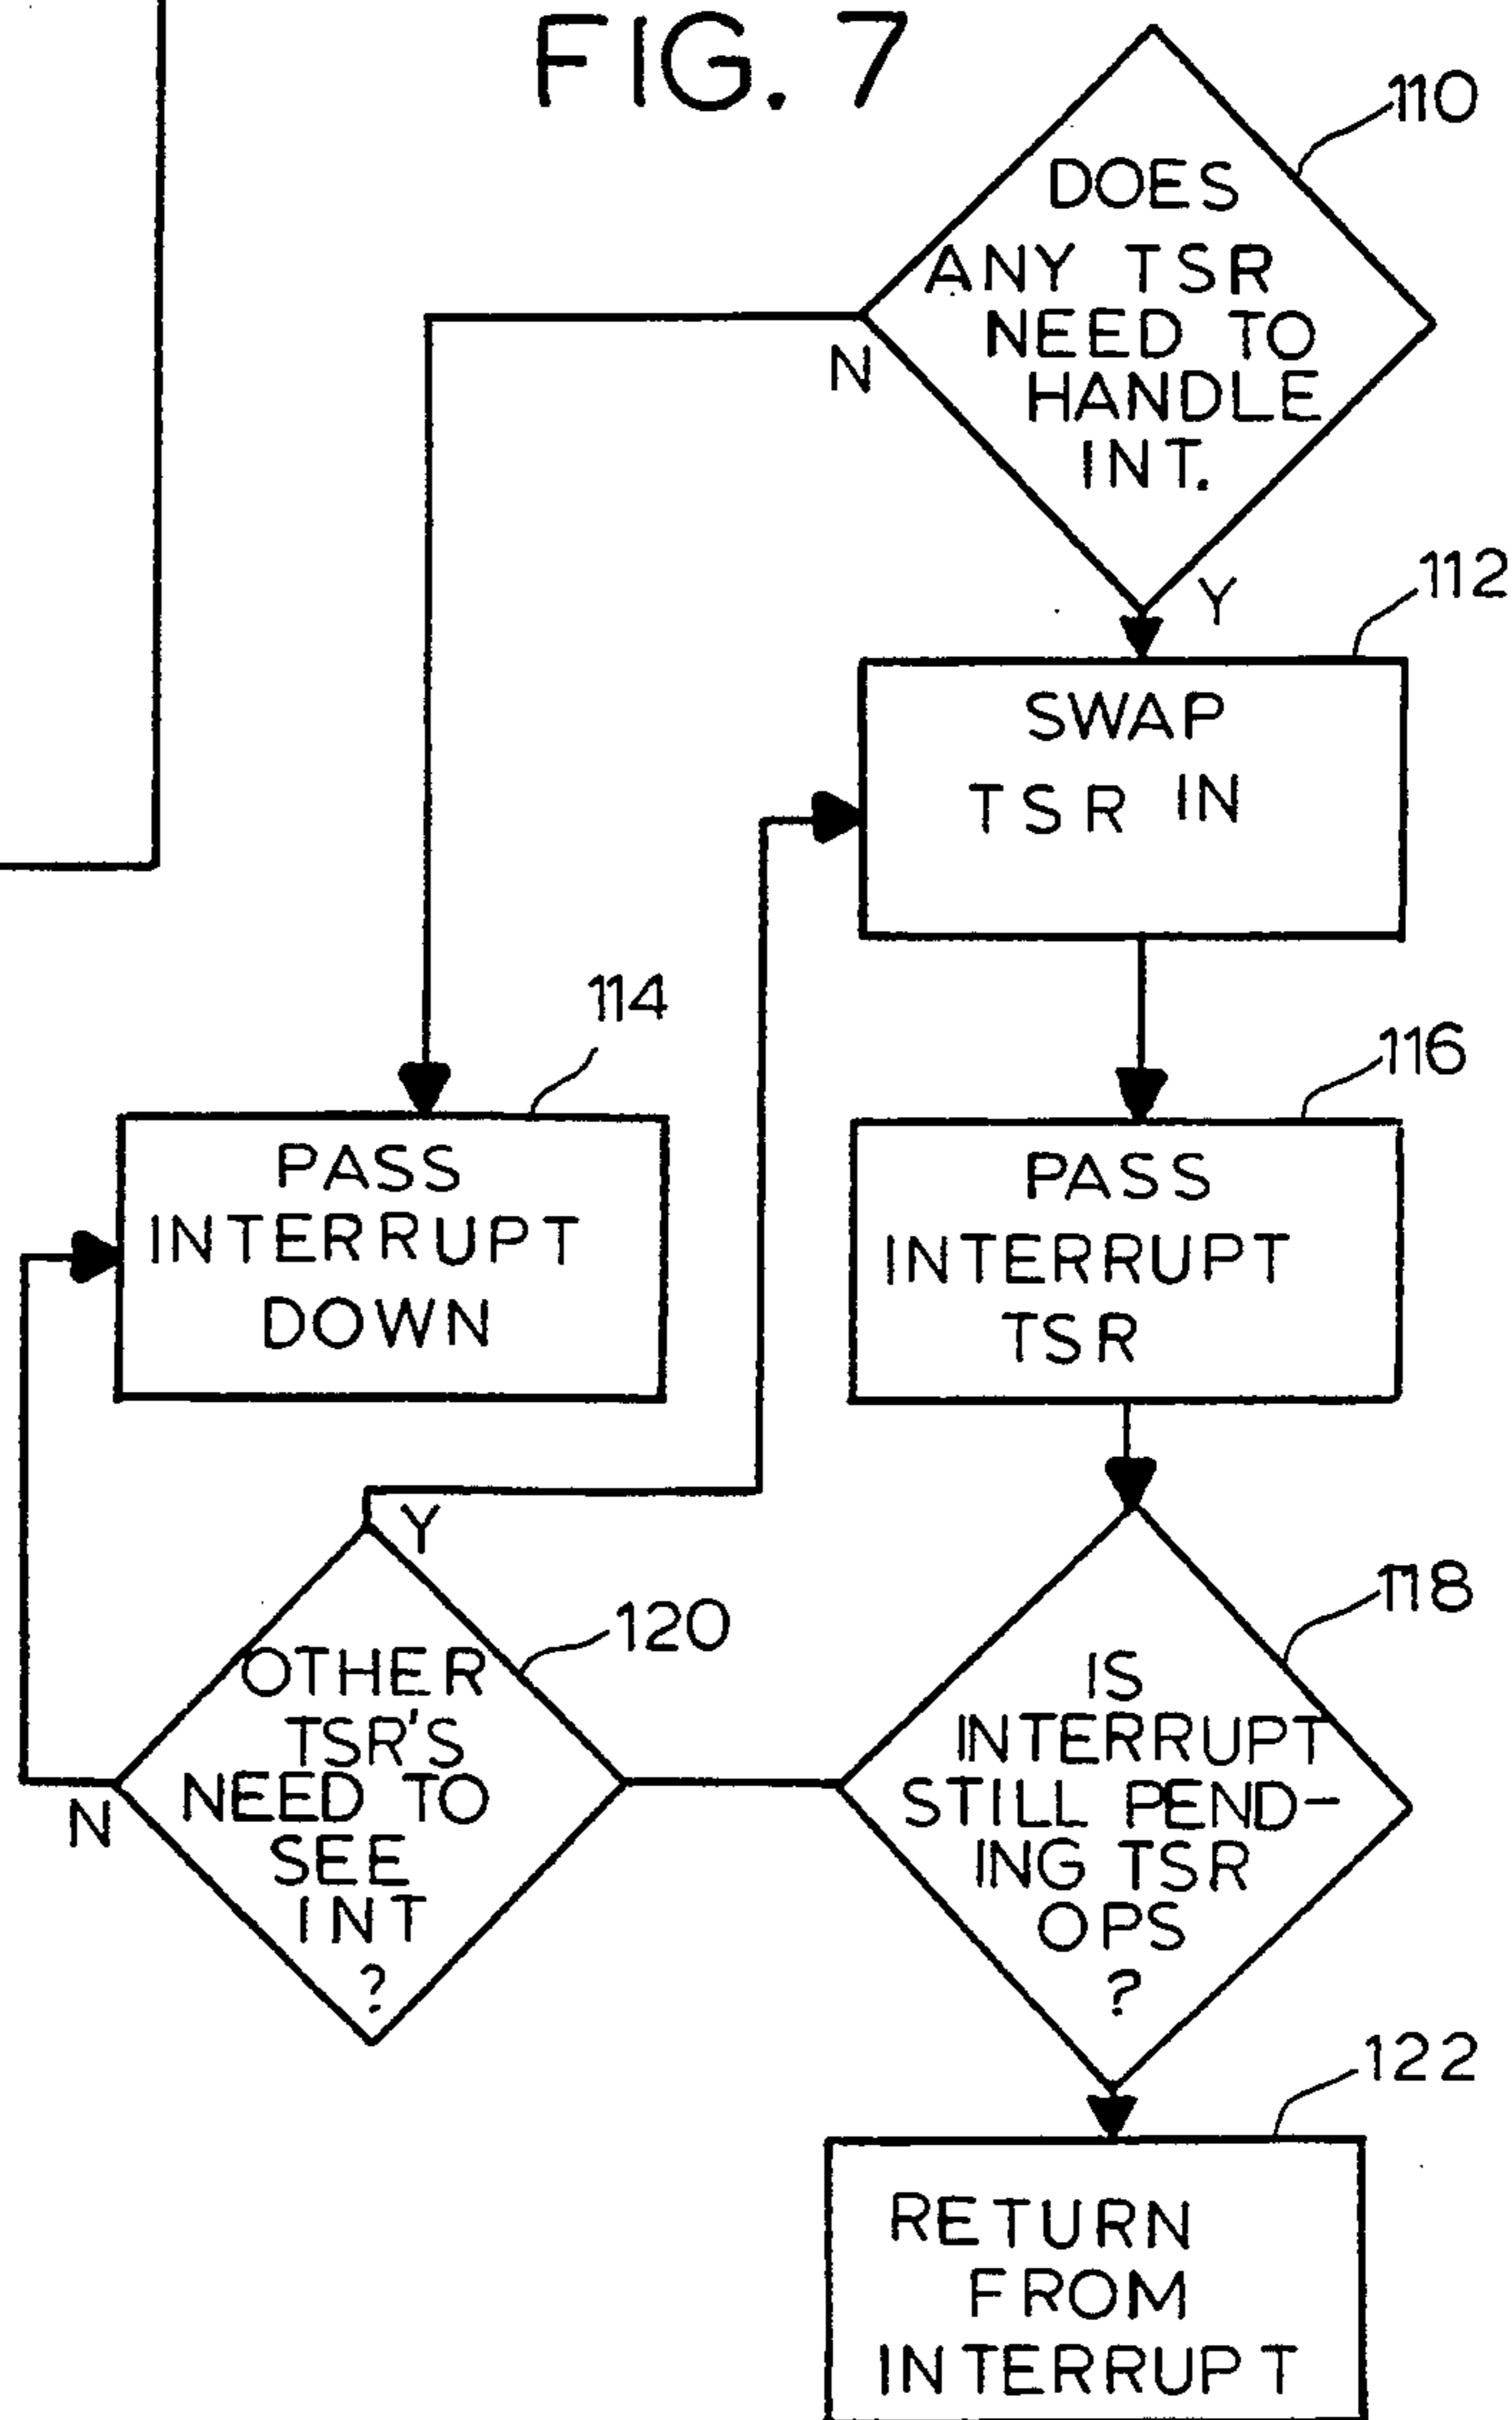 FIG. 7
110
DOES
ANY TSR
NEED TO
HANDLE
INT.
N
Y
112
SWAP
TSR IN
114
PASS
INTERRUPT
DOWN
116
PASS
INTERRUPT
TSR
Y
120
OTHER
TSR'S
NEED TO
SEE
INT
?
N
118
IS
INTERRUPT
STILL PEND-
ING TSR
OPS
?
122
RETURN
FROM
INTERRUPT